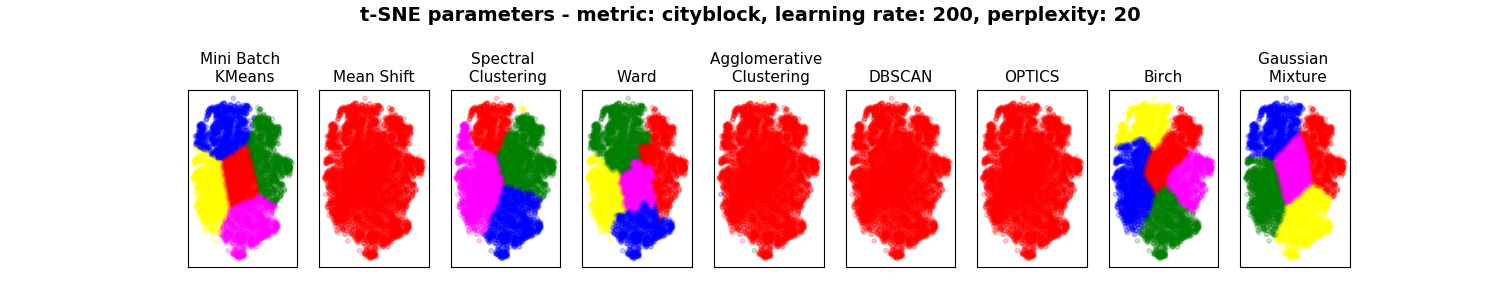 t-SNE parameters - metric: cityblock, learning rate: 200, perplexity: 20
Mini Batch
KMeans
Mean Shift
Spectral
Clustering
Ward
Agglomerative
Clustering
DBSCAN
OPTICS
Birch
Gaussian
Mixture